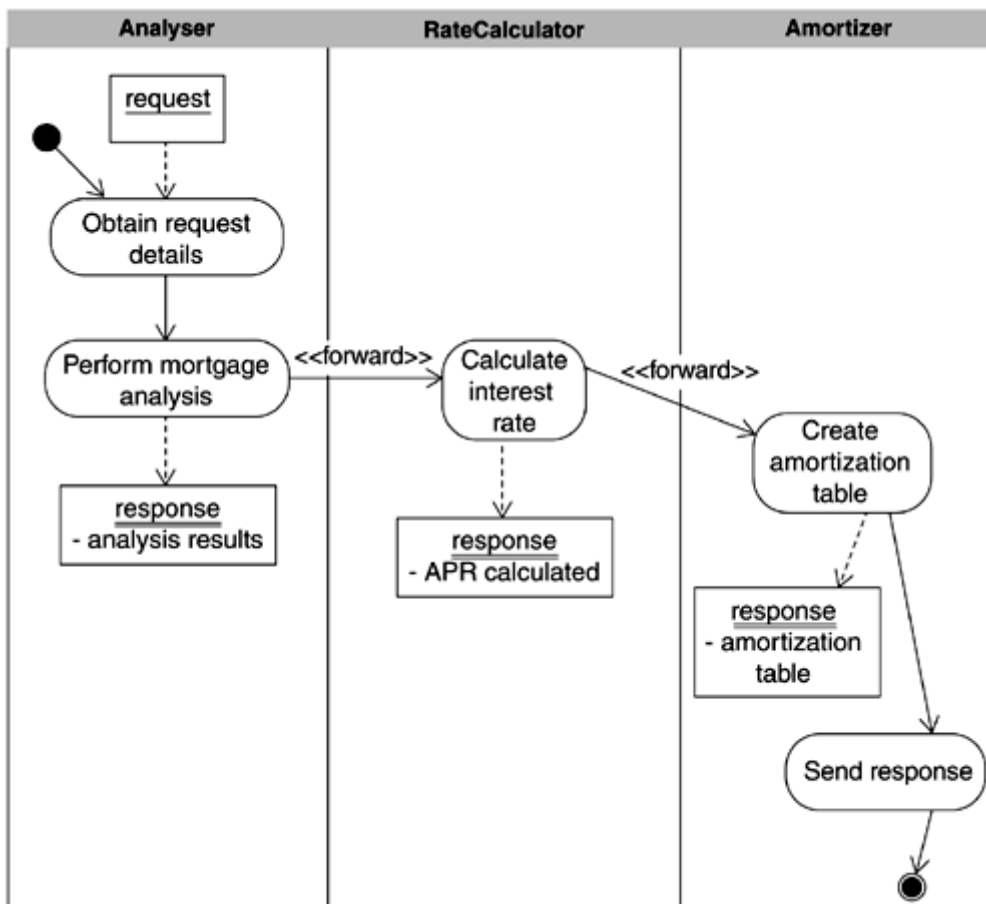 Analyser
RateCalculator
Amortizer
request
Obtain request
details
Perform mortgage
analysis
<<forward>>
Calculate
interest
rate
<<forward>>
Create
amortization
table
response
- analysis results
response
- APR calculated
response
- amortization
table
Send response